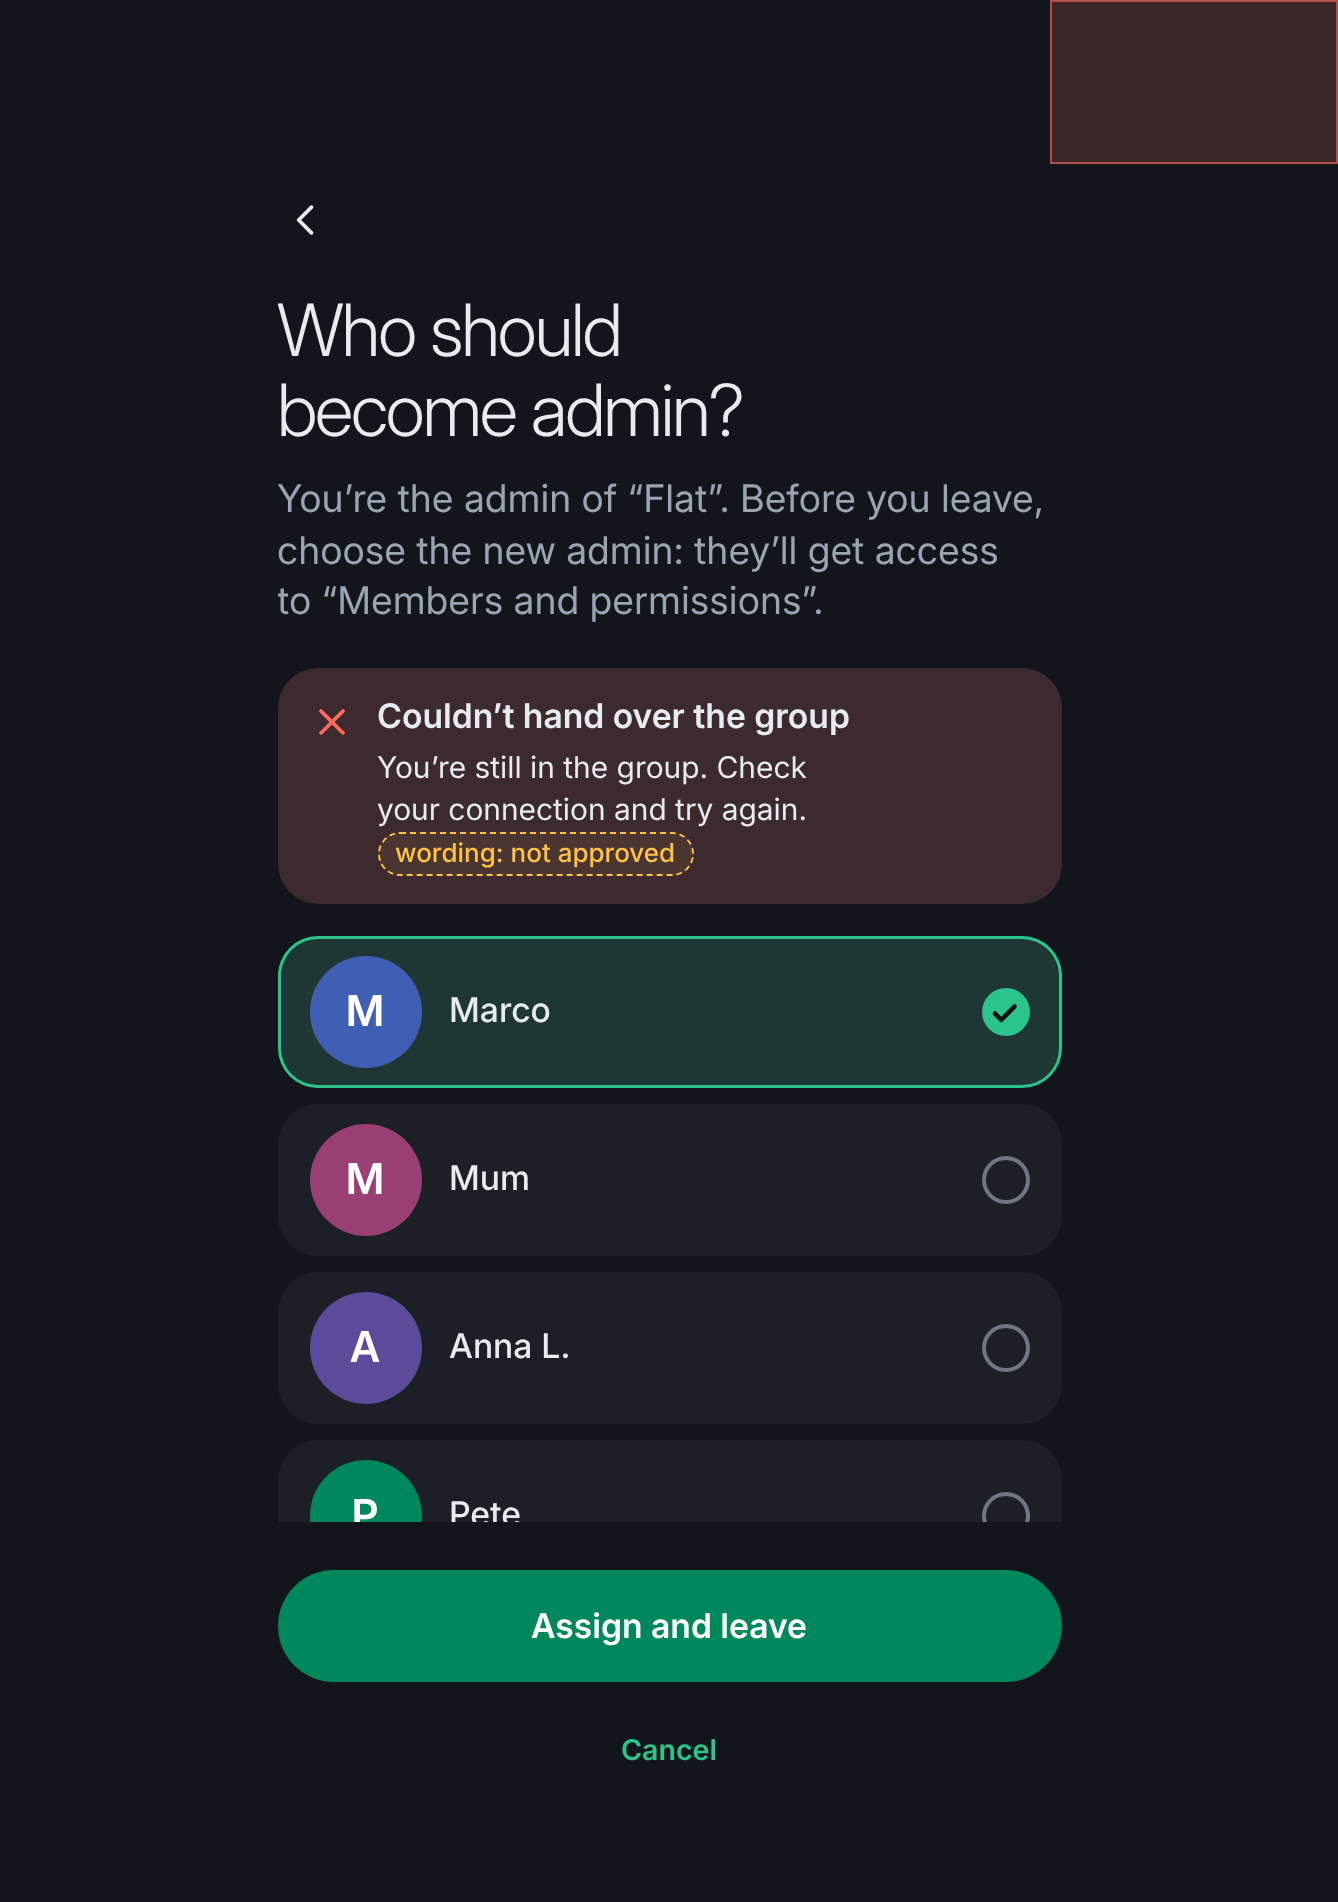 Who should
become admin?
You’re the admin of “Flat”. Before you leave,
choose the new admin: they’ll get access
to “Members and permissions”.
Couldn’t hand over the group
You’re still in the group. Check
your connection and try again.
wording: not approved
M Marco
M Mum
A Anna L.
P Pete
Assign and leave
Cancel